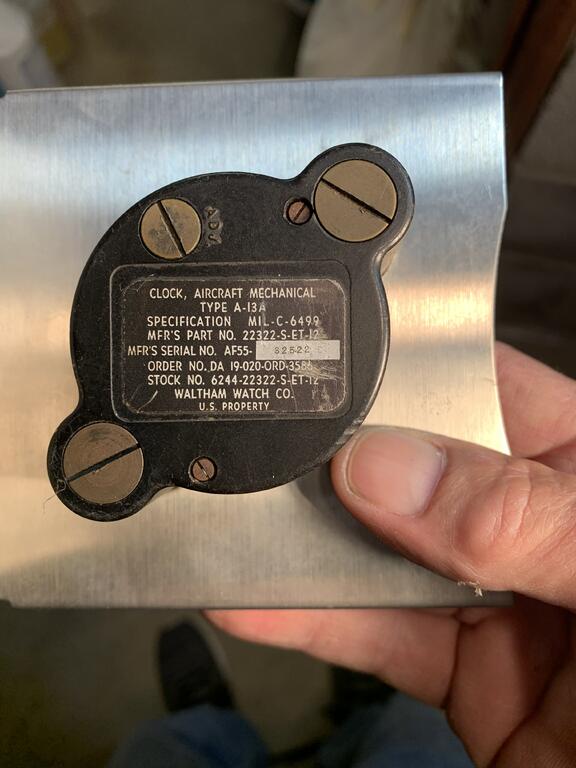 ADJ
CLOCK, AIRCRAFT MECHANICAL
TYPE A-13A
SPECIFICATION MIL-C-6499
MFR'S PART NO. 22322-S-ET-12
MFR'S SERIAL NO. AF55-
ORDER NO. DA 19-020-ORD-3586
STOCK NO. 6244-22322-S-ET-12
WALTHAM WATCH CO.
U.S. PROPERTY